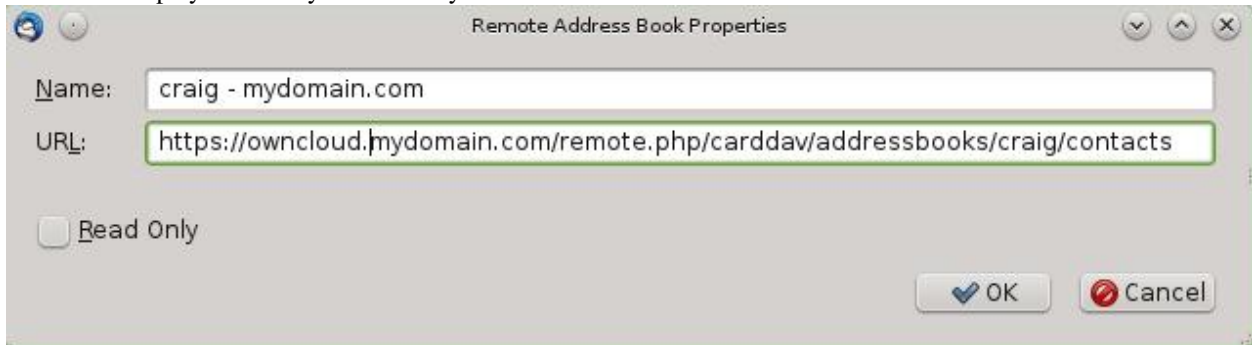 Remote Address Book Properties
Name: craig - mydomain.com
URL: https://owncloud.mydomain.com/remote.php/carddav/addressbooks/craig/contacts
Read Only
OK Cancel